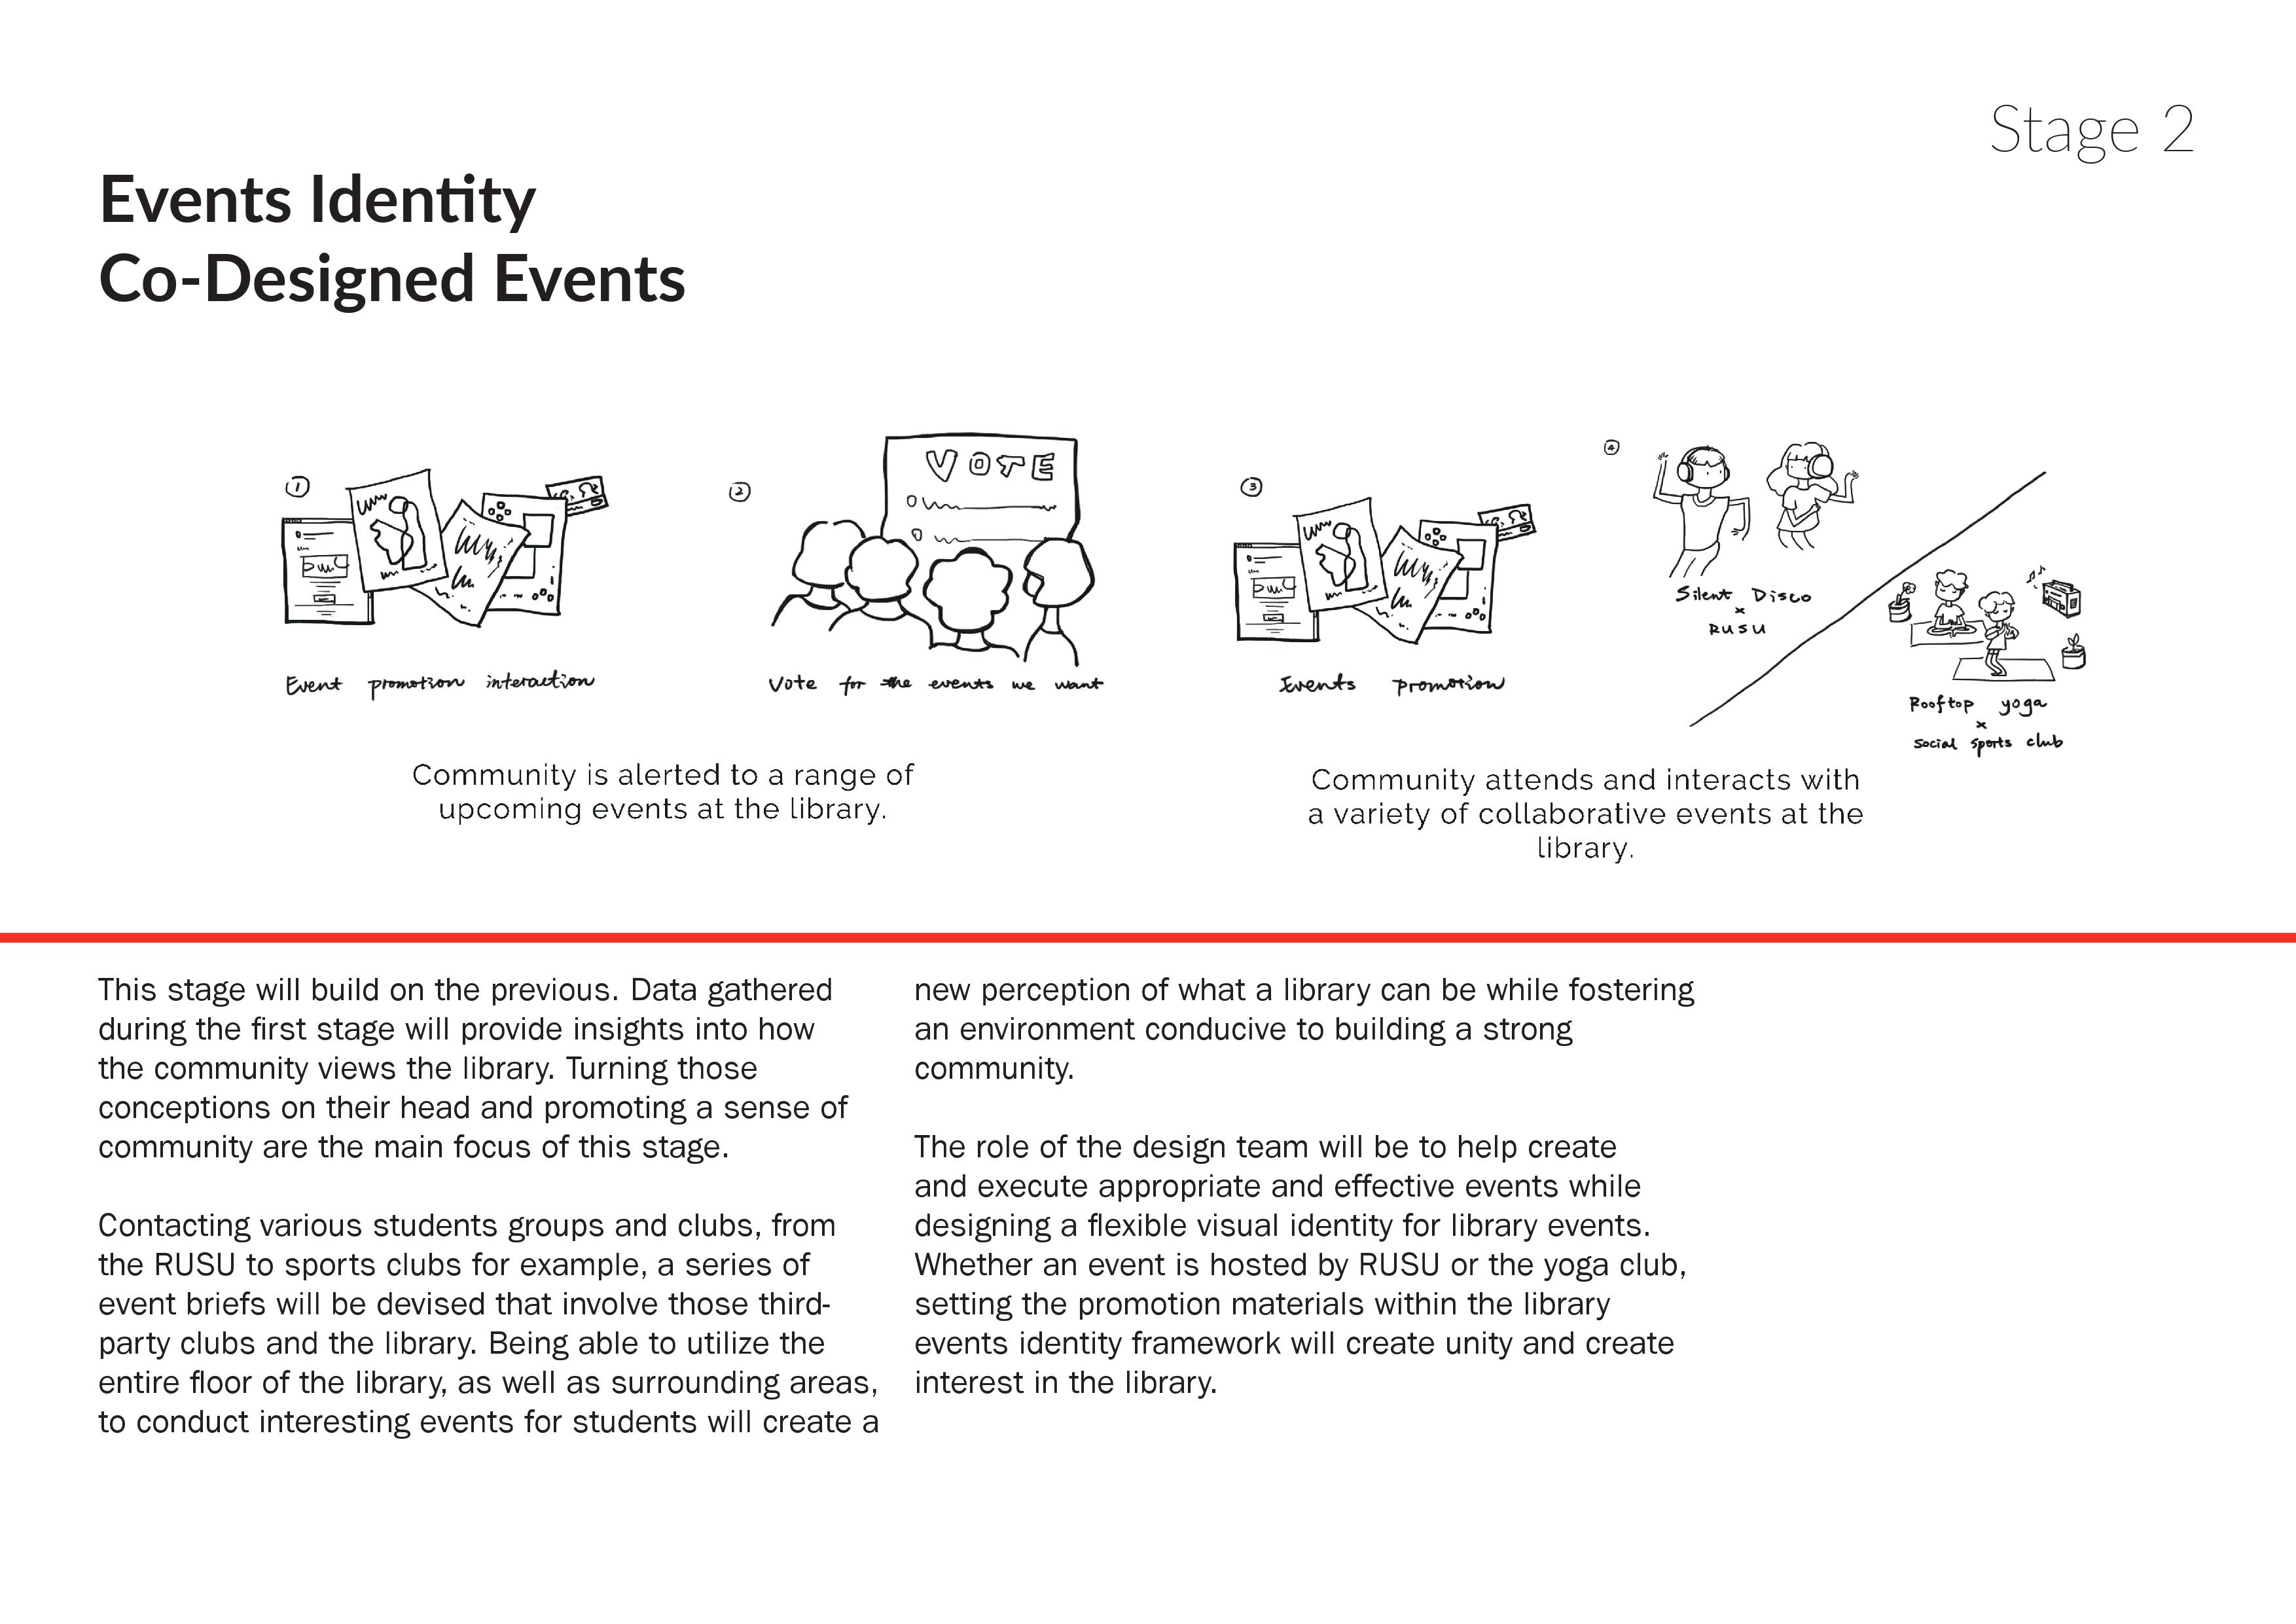 Stage 2
Events Identity
Co-Designed Events
1
Event promotion interaction
2
VOTE
Vote for the events we want
3
Events promotion
4
Silent Disco
x
RUSU
Rooftop yoga
x
social sports club
Community is alerted to a range of
upcoming events at the library.
Community attends and interacts with
a variety of collaborative events at the
library.
This stage will build on the previous. Data gathered
during the first stage will provide insights into how
the community views the library. Turning those
conceptions on their head and promoting a sense of
community are the main focus of this stage.
Contacting various students groups and clubs, from
the RUSU to sports clubs for example, a series of
event briefs will be devised that involve those third-
party clubs and the library. Being able to utilize the
entire floor of the library, as well as surrounding areas,
to conduct interesting events for students will create a
new perception of what a library can be while fostering
an environment conducive to building a strong
community.
The role of the design team will be to help create
and execute appropriate and effective events while
designing a flexible visual identity for library events.
Whether an event is hosted by RUSU or the yoga club,
setting the promotion materials within the library
events identity framework will create unity and create
interest in the library.